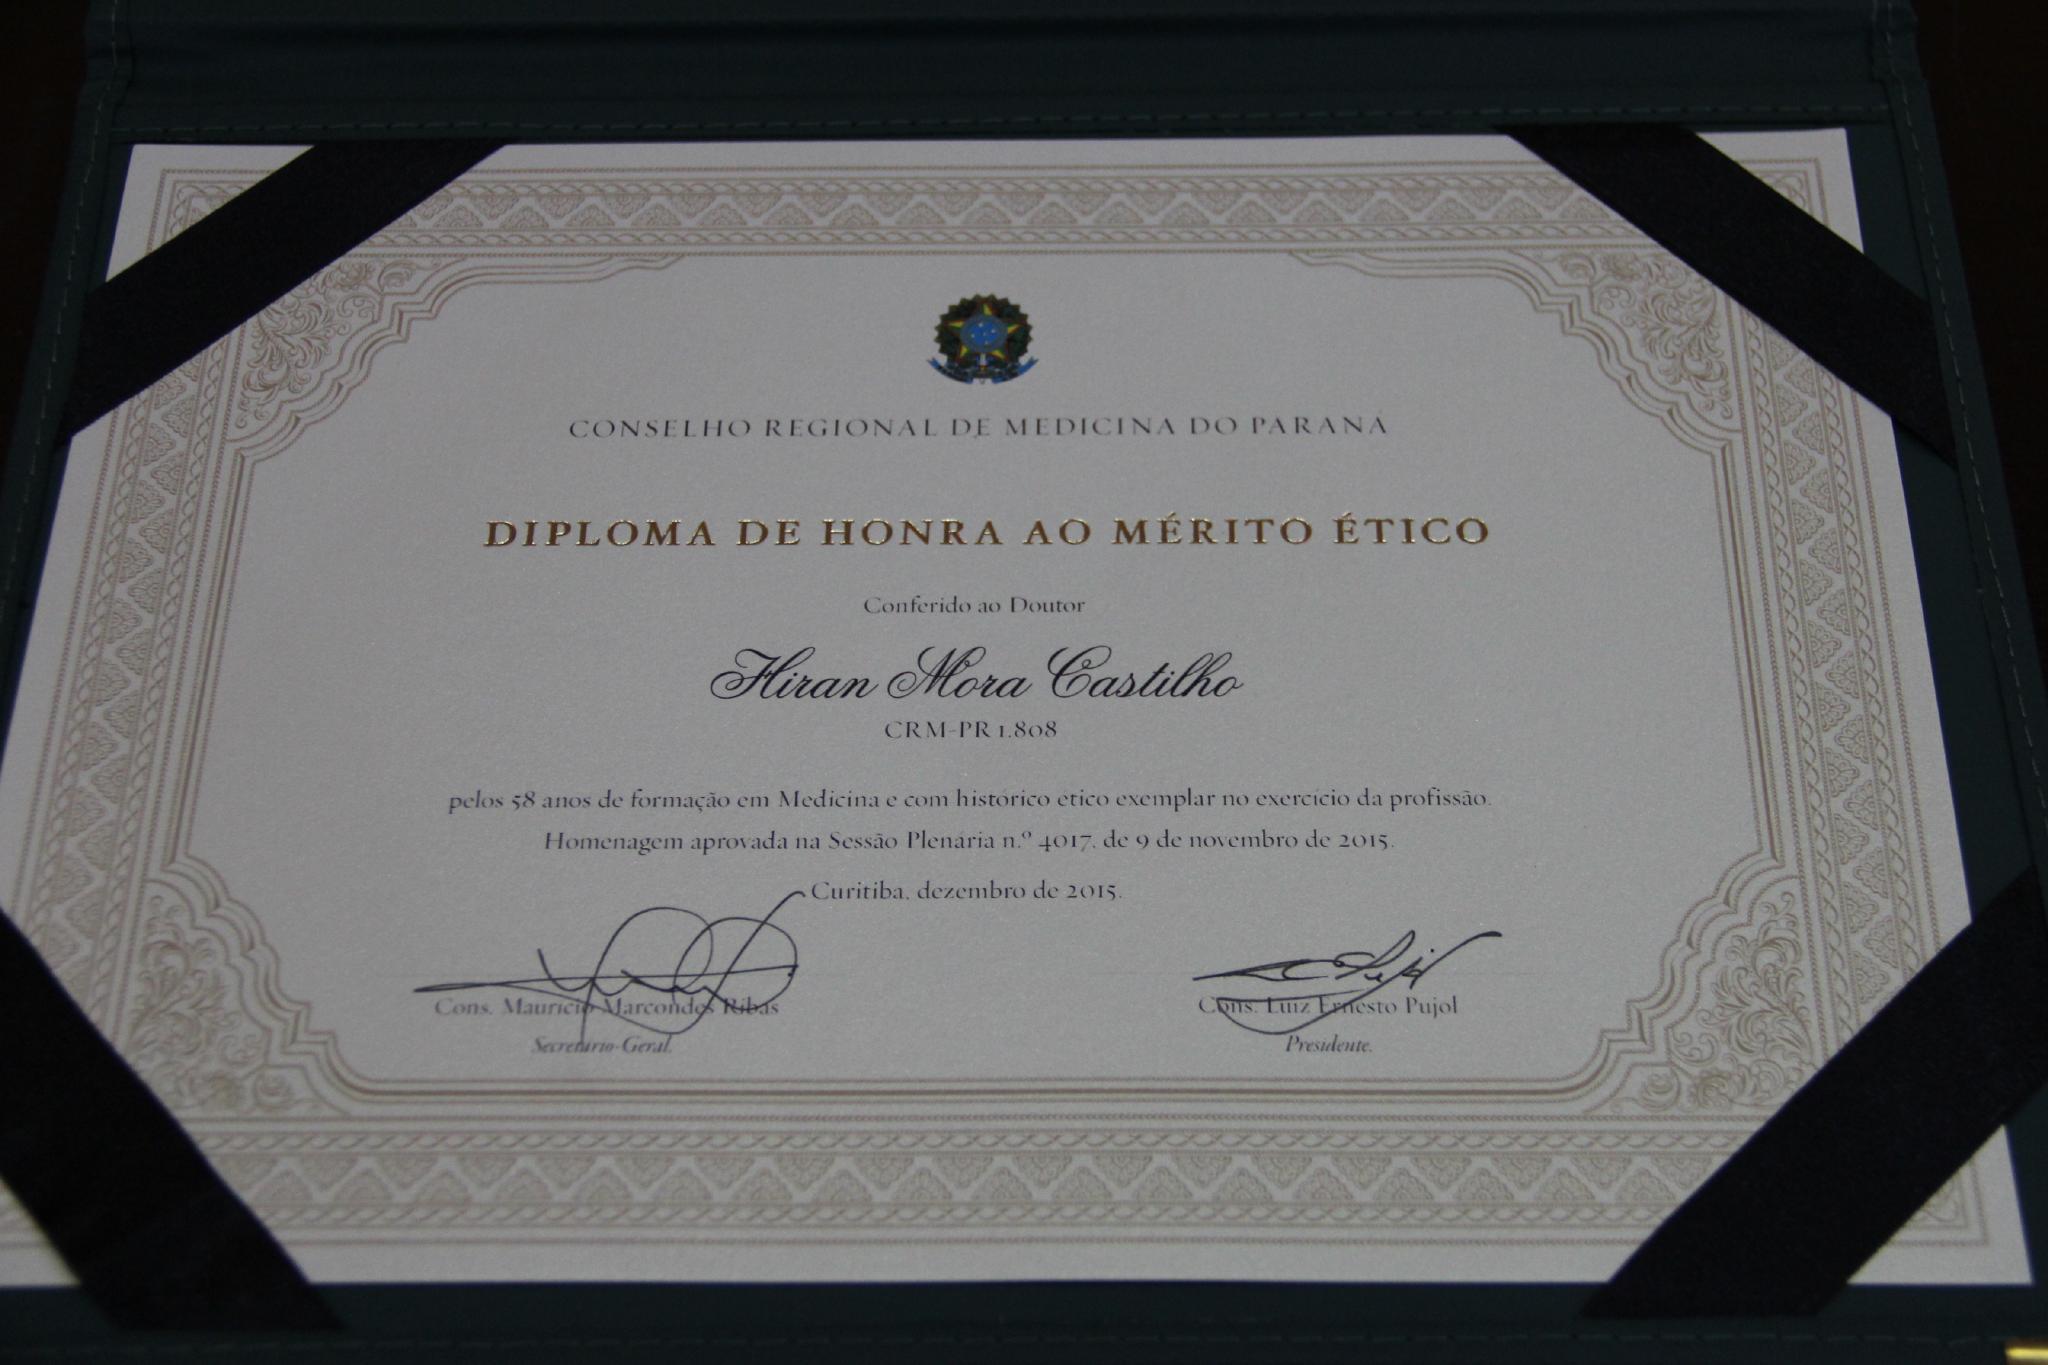 CONSELHO REGIONAL DE MEDICINA DO PARANÁ
DIPLOMA DE HONRA AO MÉRITO ÉTICO
Conferido ao Doutor
Hiran Mora Castilho
CRM-PR 1.808
pelos 58 anos de formação em Medicina e com histórico ético exemplar no exercício da profissão.
Homenagem aprovada na Sessão Plenária n.º 4017, de 9 de novembro de 2015.
Curitiba, dezembro de 2015.
Cons. Maurício Marcondes Ribas
Secretário-Geral.
Cons. Luiz Ernesto Pujol
Presidente.